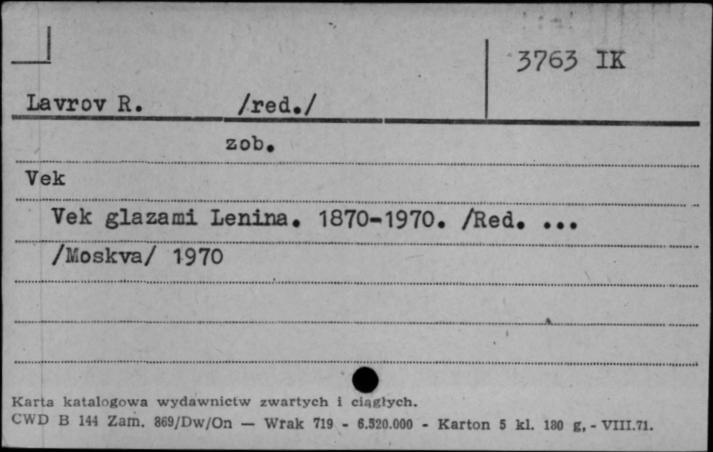 3763 IK
Lavrov R. /red./
zob.
Vek
Vek glazami Lenina. 1870-1970. /Red. ...
/Moskva/ 1970
Karta katalogowa wydawnictw zwartych i ciągłych.
CWD B 144 Zam. 869/Dw/On — Wrak 719 - 6.520.000 - Karton 5 kl. 180 g. - VIII.71.